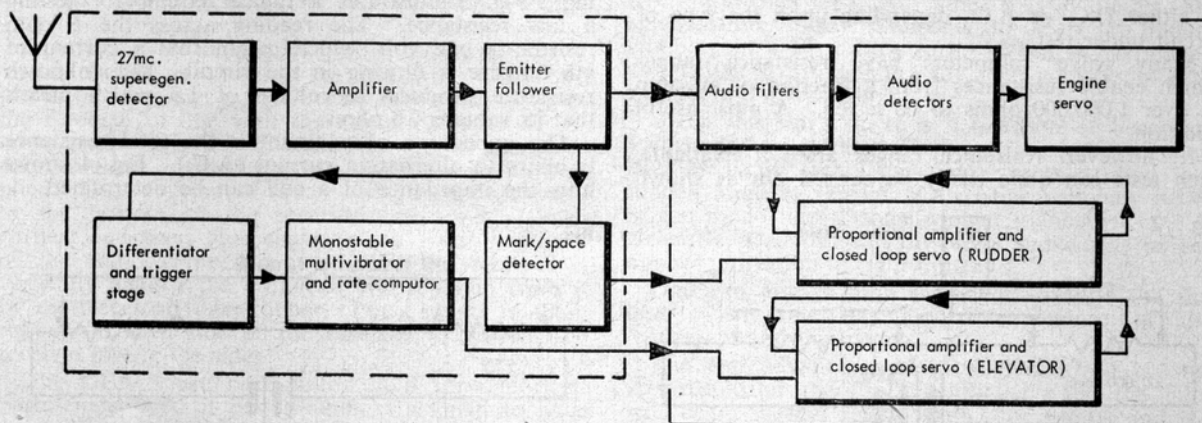 27mc.
superegen.
detector
Amplifier
Emitter
follower
Audio filters
Audio
detectors
Engine
servo
Differentiator
and trigger
stage
Monostable
multivibrator
and rate computor
Mark/space
detector
Proportional amplifier and
closed loop servo ( RUDDER )
Proportional amplifier and
closed loop servo ( ELEVATOR)